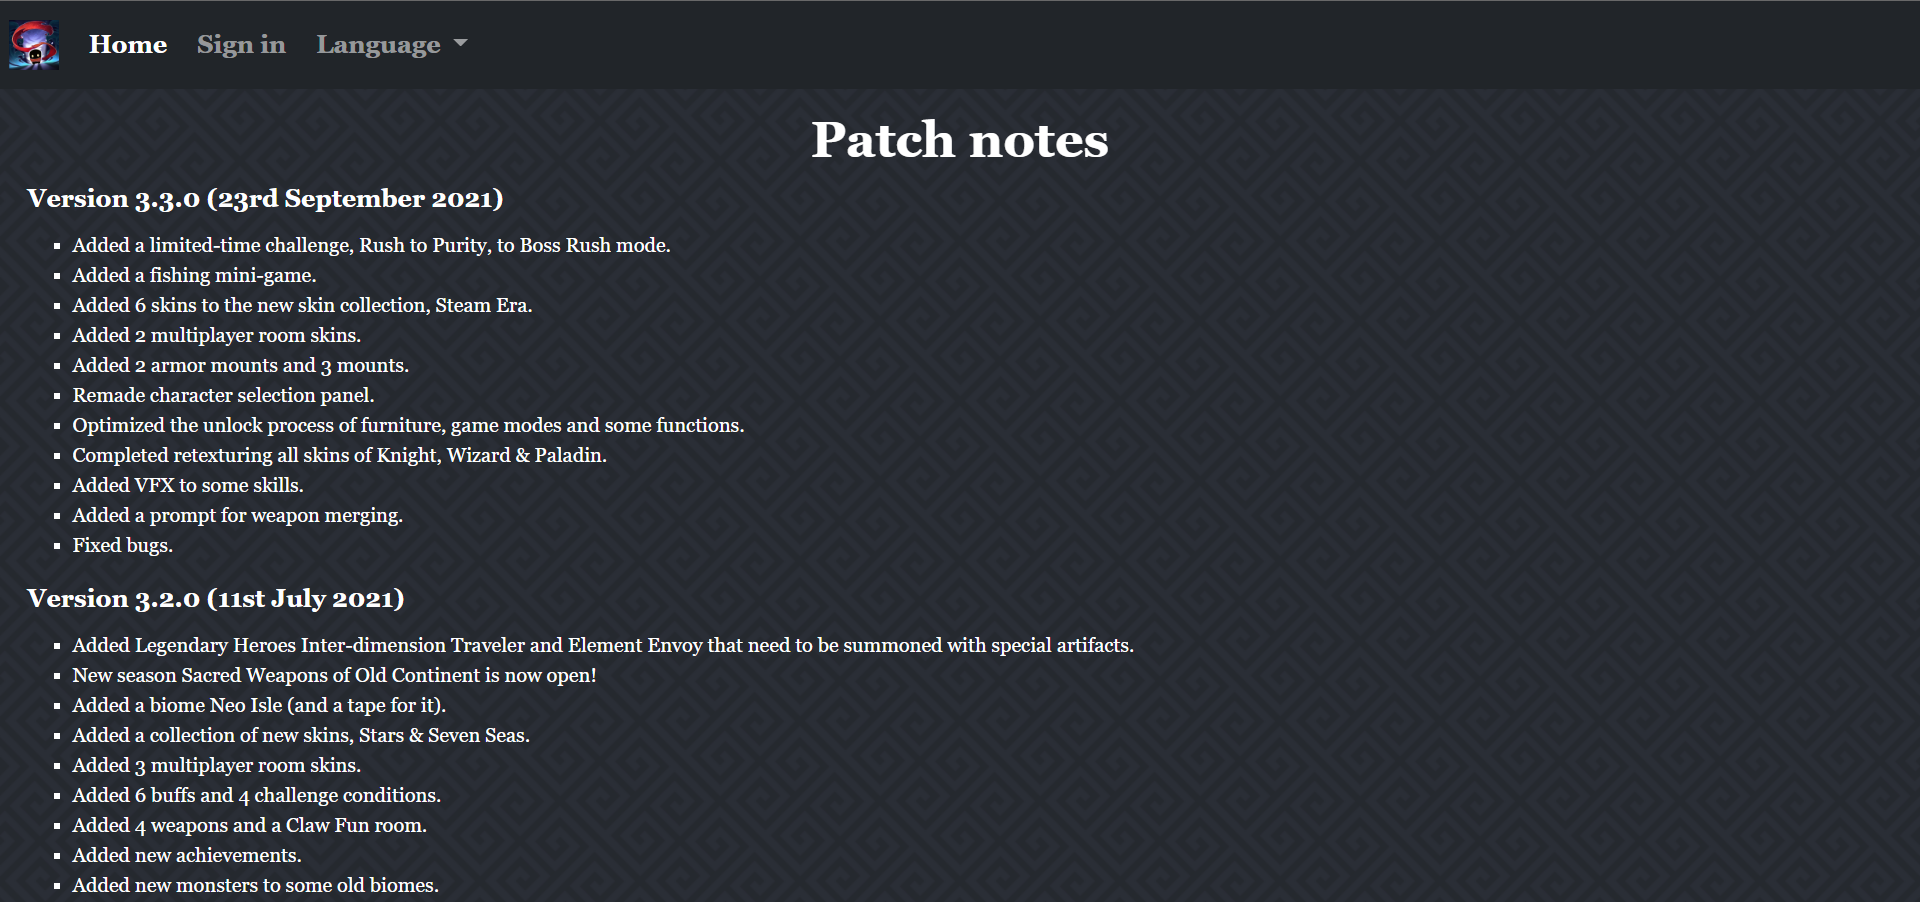 Home Sign in Language
Patch notes
Version 3.3.0 (23rd September 2021)
Added a limited-time challenge, Rush to Purity, to Boss Rush mode.
Added a fishing mini-game.
Added 6 skins to the new skin collection, Steam Era.
Added 2 multiplayer room skins.
Added 2 armor mounts and 3 mounts.
Remade character selection panel.
Optimized the unlock process of furniture, game modes and some functions.
Completed retexturing all skins of Knight, Wizard & Paladin.
Added VFX to some skills.
Added a prompt for weapon merging.
Fixed bugs.
Version 3.2.0 (11st July 2021)
Added Legendary Heroes Inter-dimension Traveler and Element Envoy that need to be summoned with special artifacts.
New season Sacred Weapons of Old Continent is now open!
Added a biome Neo Isle (and a tape for it).
Added a collection of new skins, Stars & Seven Seas.
Added 3 multiplayer room skins.
Added 6 buffs and 4 challenge conditions.
Added 4 weapons and a Claw Fun room.
Added new achievements.
Added new monsters to some old biomes.